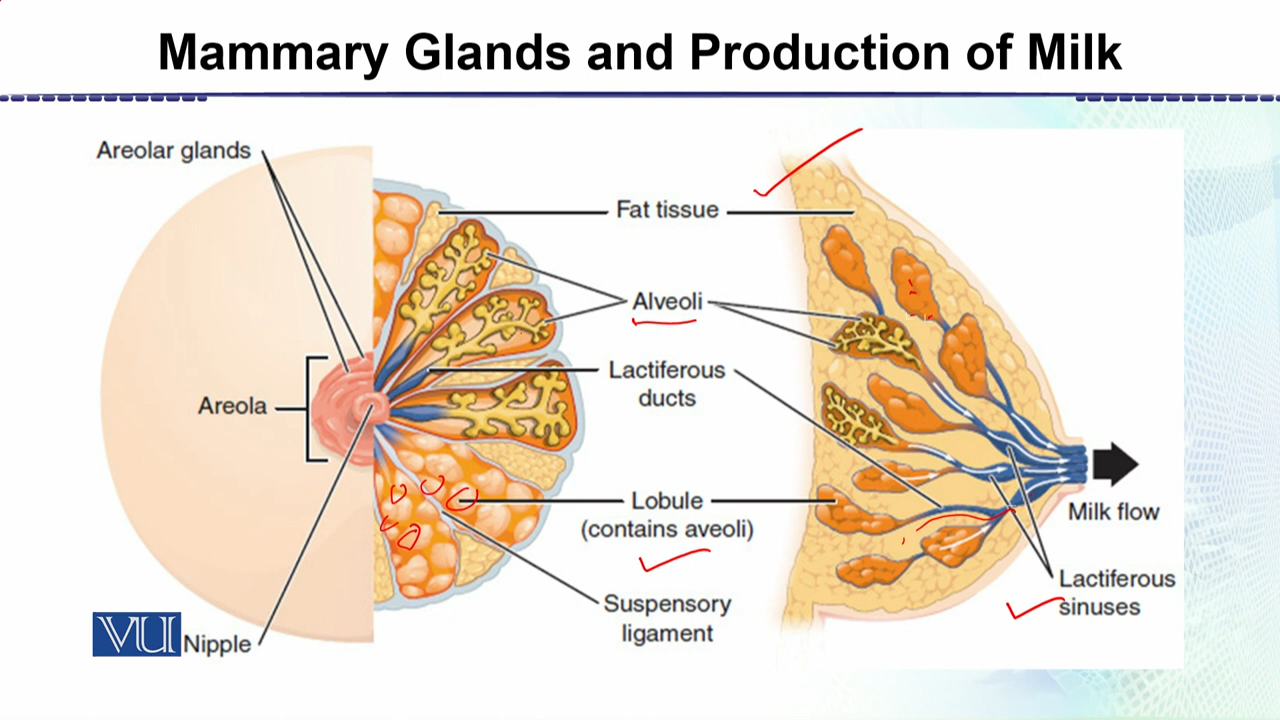 Mammary Glands and Production of Milk
Areolar glands
Fat tissue
Alveoli
Lactiferous
ducts
Areola
Lobule
(contains aveoli)
Milk flow
Lactiferous
sinuses
Suspensory
ligament
VU
Nipple